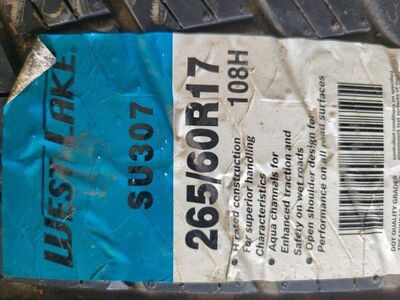 WESTLAKE®
SU307
265/60R17
108H
• H rated construction
For superior handling
Characteristics
• Aqua channels for
Enhanced traction and
Safety on wet roads
• Open shoulder design for
Performance on all road surfaces
DOT QUALITY GRADES